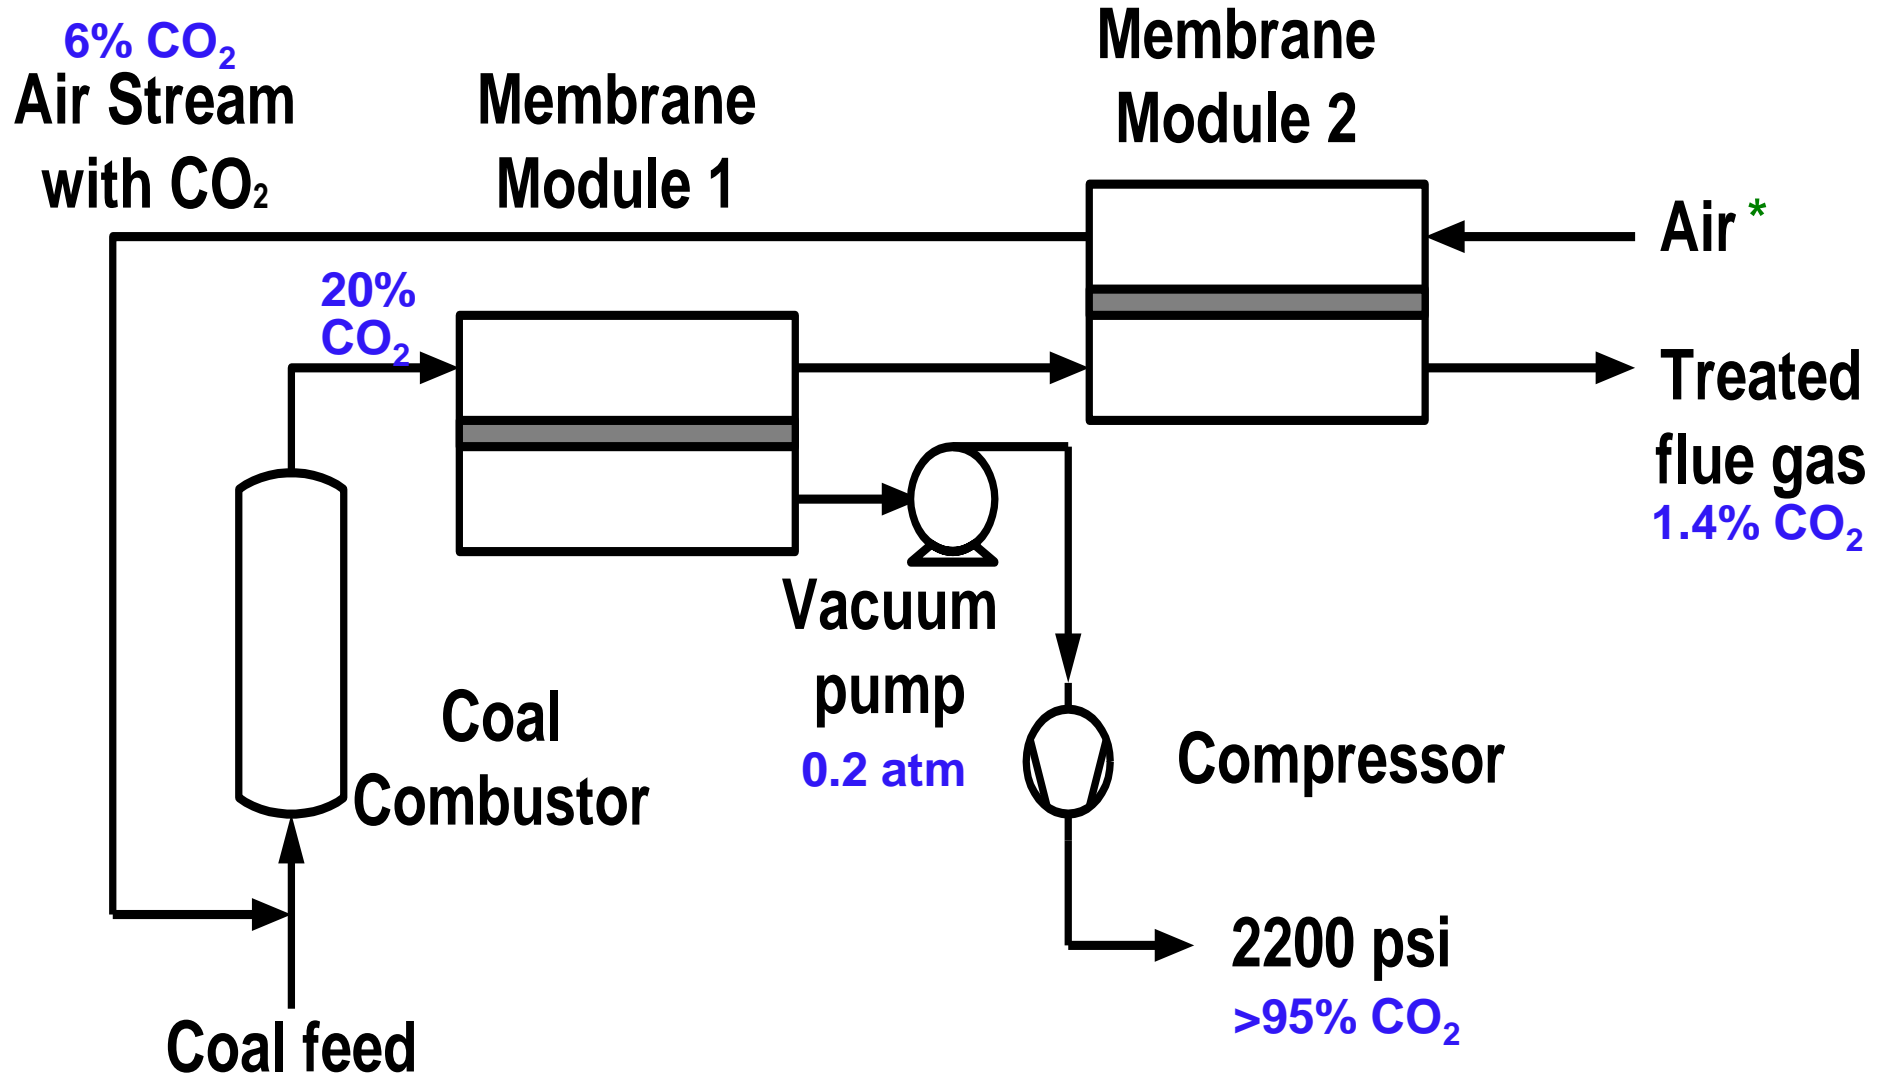 6% CO₂
Air Stream
with CO₂
Membrane
Module 1
Membrane
Module 2
Air *
20%
CO₂
Treated
flue gas
1.4% CO₂
Vacuum
pump
0.2 atm
Coal
Combustor
Compressor
2200 psi
>95% CO₂
Coal feed